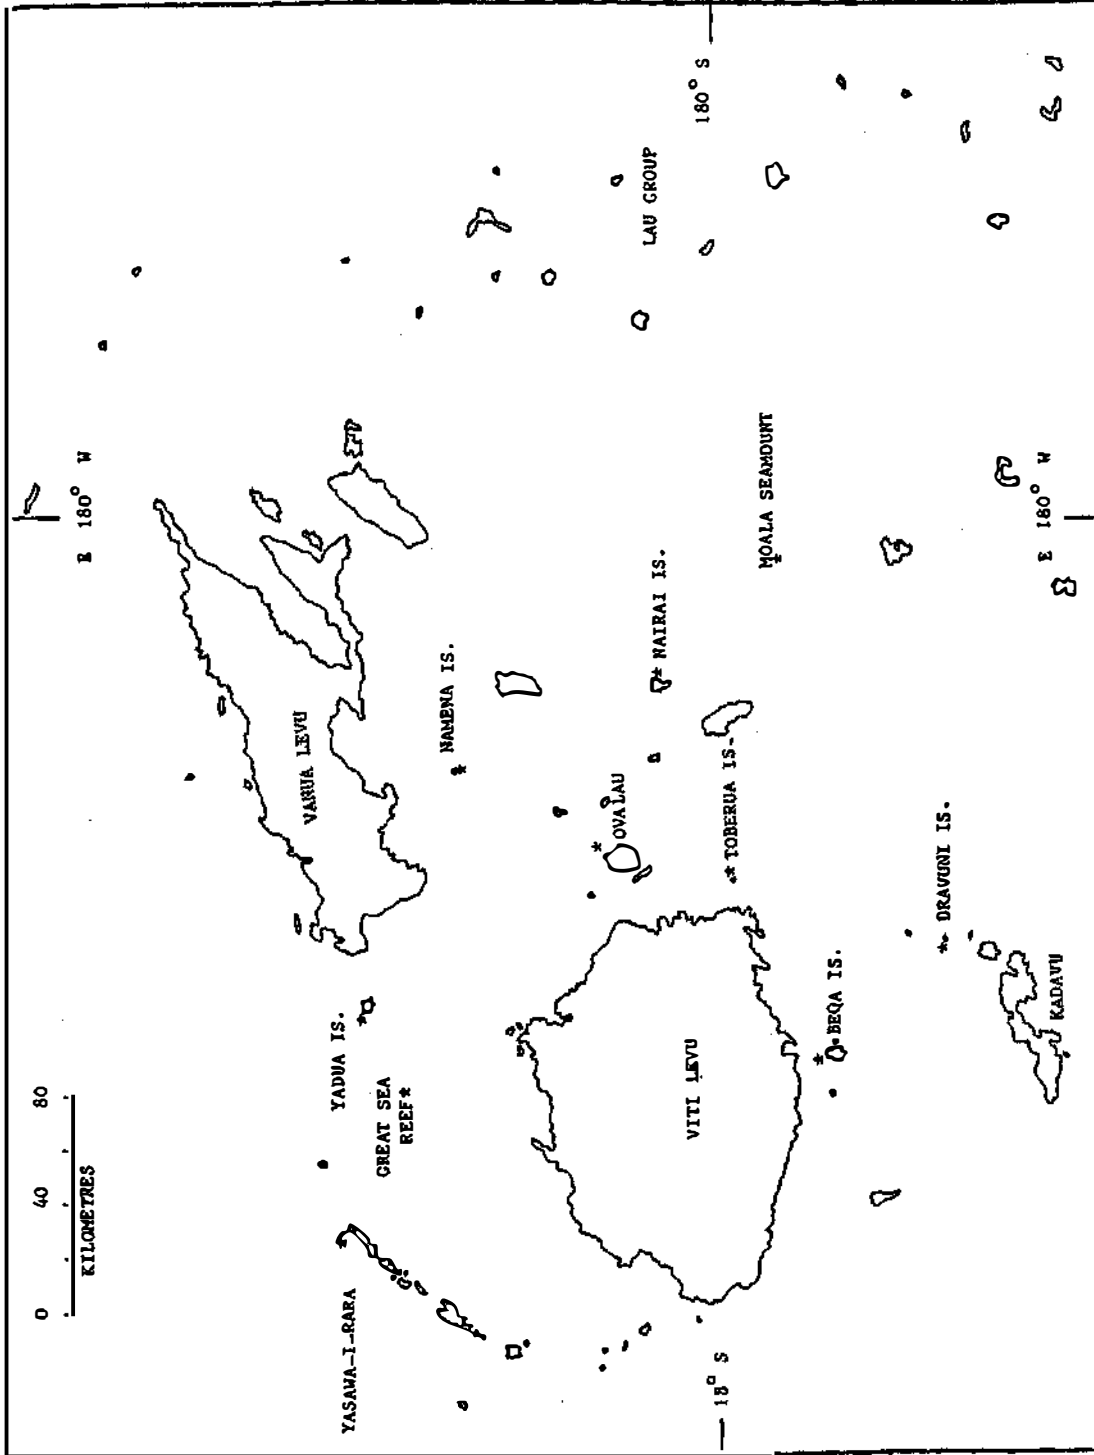 E 180° W
0 40 80
KILOMETRES
YASAWA-I-RARA
YADUA IS.
GREAT SEA
REEF*
VANUA LEVU
NAMENA IS.
* OVALAU
* NAIRAI IS.
LAU GROUP
180° S
18° S
VITI LEVU
* TOBERUA IS.
MOALA SEAMOUNT
BEQA IS.
* DRAVUNI IS.
KADAVU
E 180° W